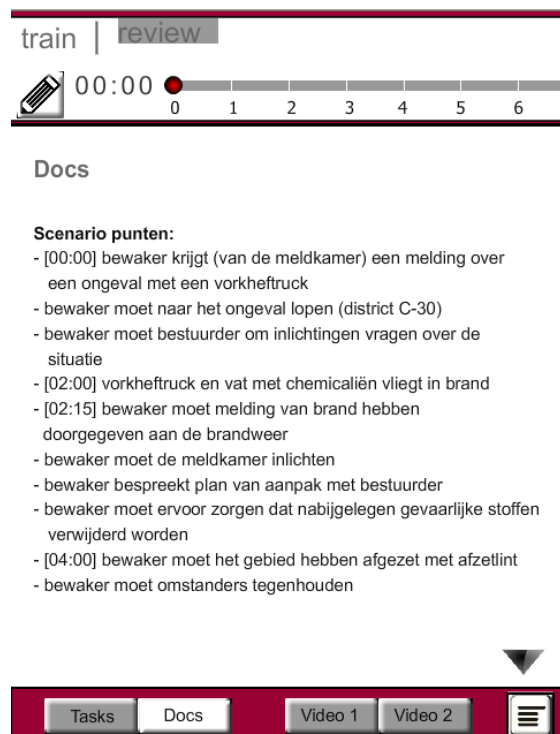 train | review
00:00
0 1 2 3 4 5 6
Docs
Scenario punten:
- [00:00] bewaker krijgt (van de meldkamer) een melding over
een ongeval met een vorkheftruck
- bewaker moet naar het ongeval lopen (district C-30)
- bewaker moet bestuurder om inlichtingen vragen over de
situatie
- [02:00] vorkheftruck en vat met chemicaliën vliegt in brand
- [02:15] bewaker moet melding van brand hebben
doorgegeven aan de brandweer
- bewaker moet de meldkamer inlichten
- bewaker bespreekt plan van aanpak met bestuurder
- bewaker moet ervoor zorgen dat nabijgelegen gevaarlijke stoffen
verwijderd worden
- [04:00] bewaker moet het gebied hebben afgezet met afzetlint
- bewaker moet omstanders tegenhouden
Tasks Docs Video 1 Video 2